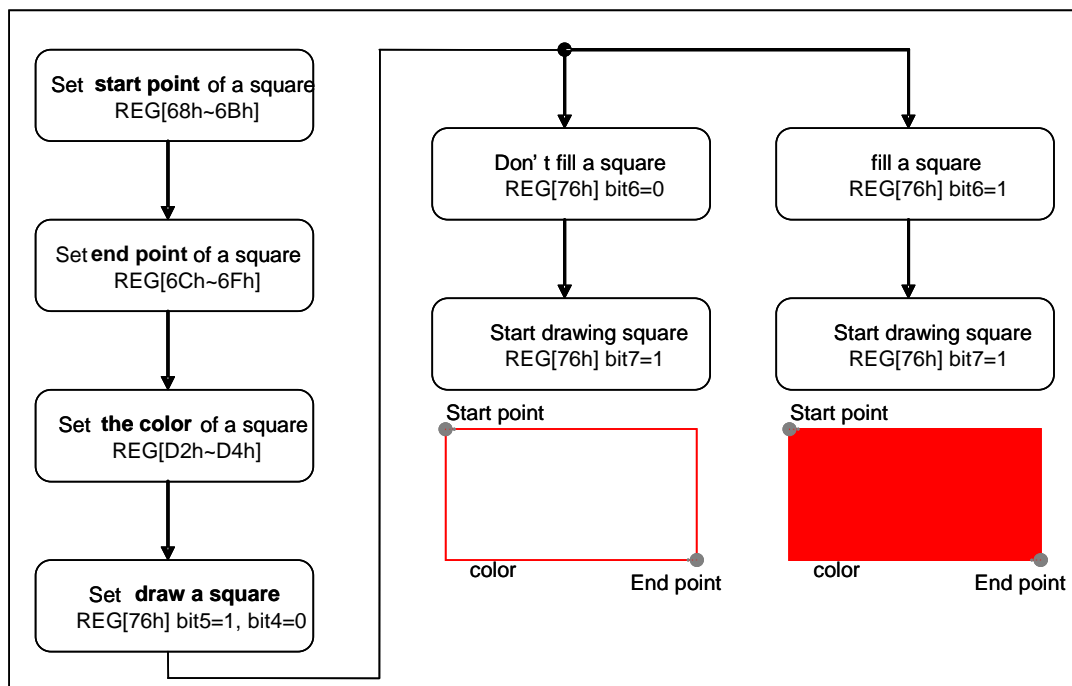 Set start point of a square
REG[68h~6Bh]
Set end point of a square
REG[6Ch~6Fh]
Set the color of a square
REG[D2h~D4h]
Set draw a square
REG[76h] bit5=1, bit4=0
Don' t fill a square
REG[76h] bit6=0
Start drawing square
REG[76h] bit7=1
Start point
color
End point
fill a square
REG[76h] bit6=1
Start drawing square
REG[76h] bit7=1
Start point
color
End point